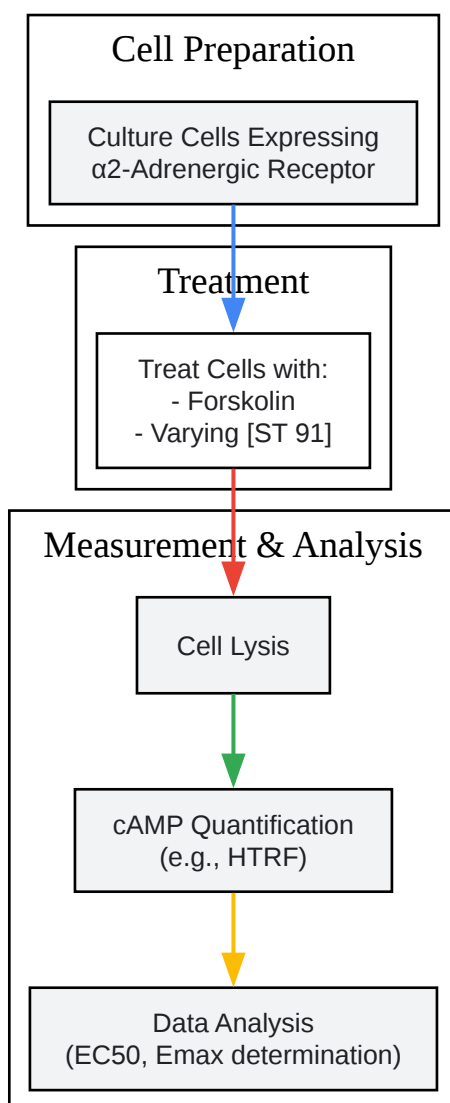 Cell Preparation
Culture Cells Expressing
α2-Adrenergic Receptor
Treatment
Treat Cells with:
- Forskolin
- Varying [ST 91]
Measurement & Analysis
Cell Lysis
cAMP Quantification
(e.g., HTRF)
Data Analysis
(EC50, Emax determination)